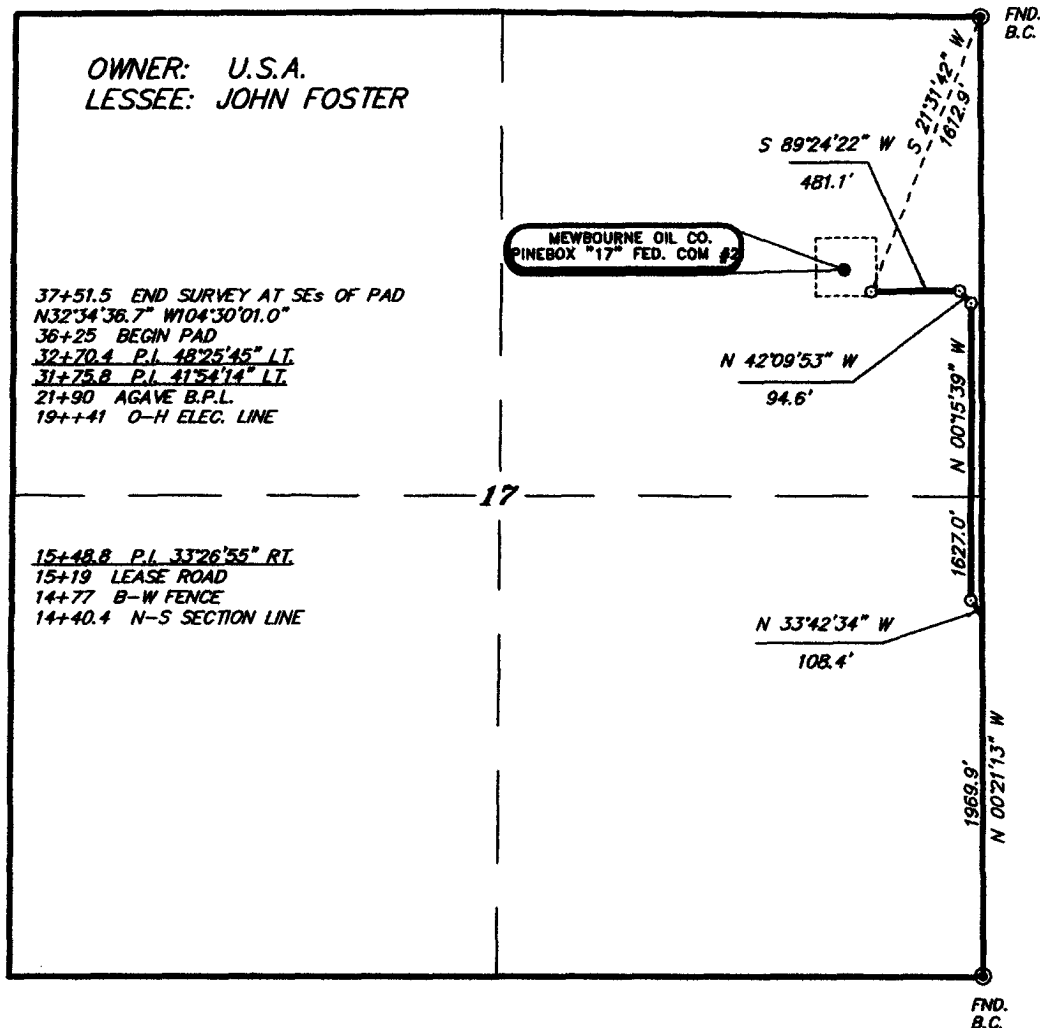 FND.
B.C.
OWNER: U.S.A.
LESSEE: JOHN FOSTER
S 21°31'42" W
1612.9'
S 89°24'22" W
481.1'
MEWBOURNE OIL CO.
PINEBOX "17" FED. COM #2
37+51.5 END SURVEY AT SEs OF PAD
N32°34'36.7" W104°30'01.0"
36+25 BEGIN PAD
32+70.4 P.I. 48°25'45" LT.
31+75.8 P.I. 41°54'14" LT.
21+90 AGAVE B.P.L.
19++41 O-H ELEC. LINE
N 42°09'53" W
94.6'
N 00°15'39" W
1627.0'
17
15+48.8 P.I. 33°26'55" RT.
15+19 LEASE ROAD
14+77 B-W FENCE
14+40.4 N-S SECTION LINE
N 33°42'34" W
108.4'
1969.9'
N 00°21'13" W
FND.
B.C.